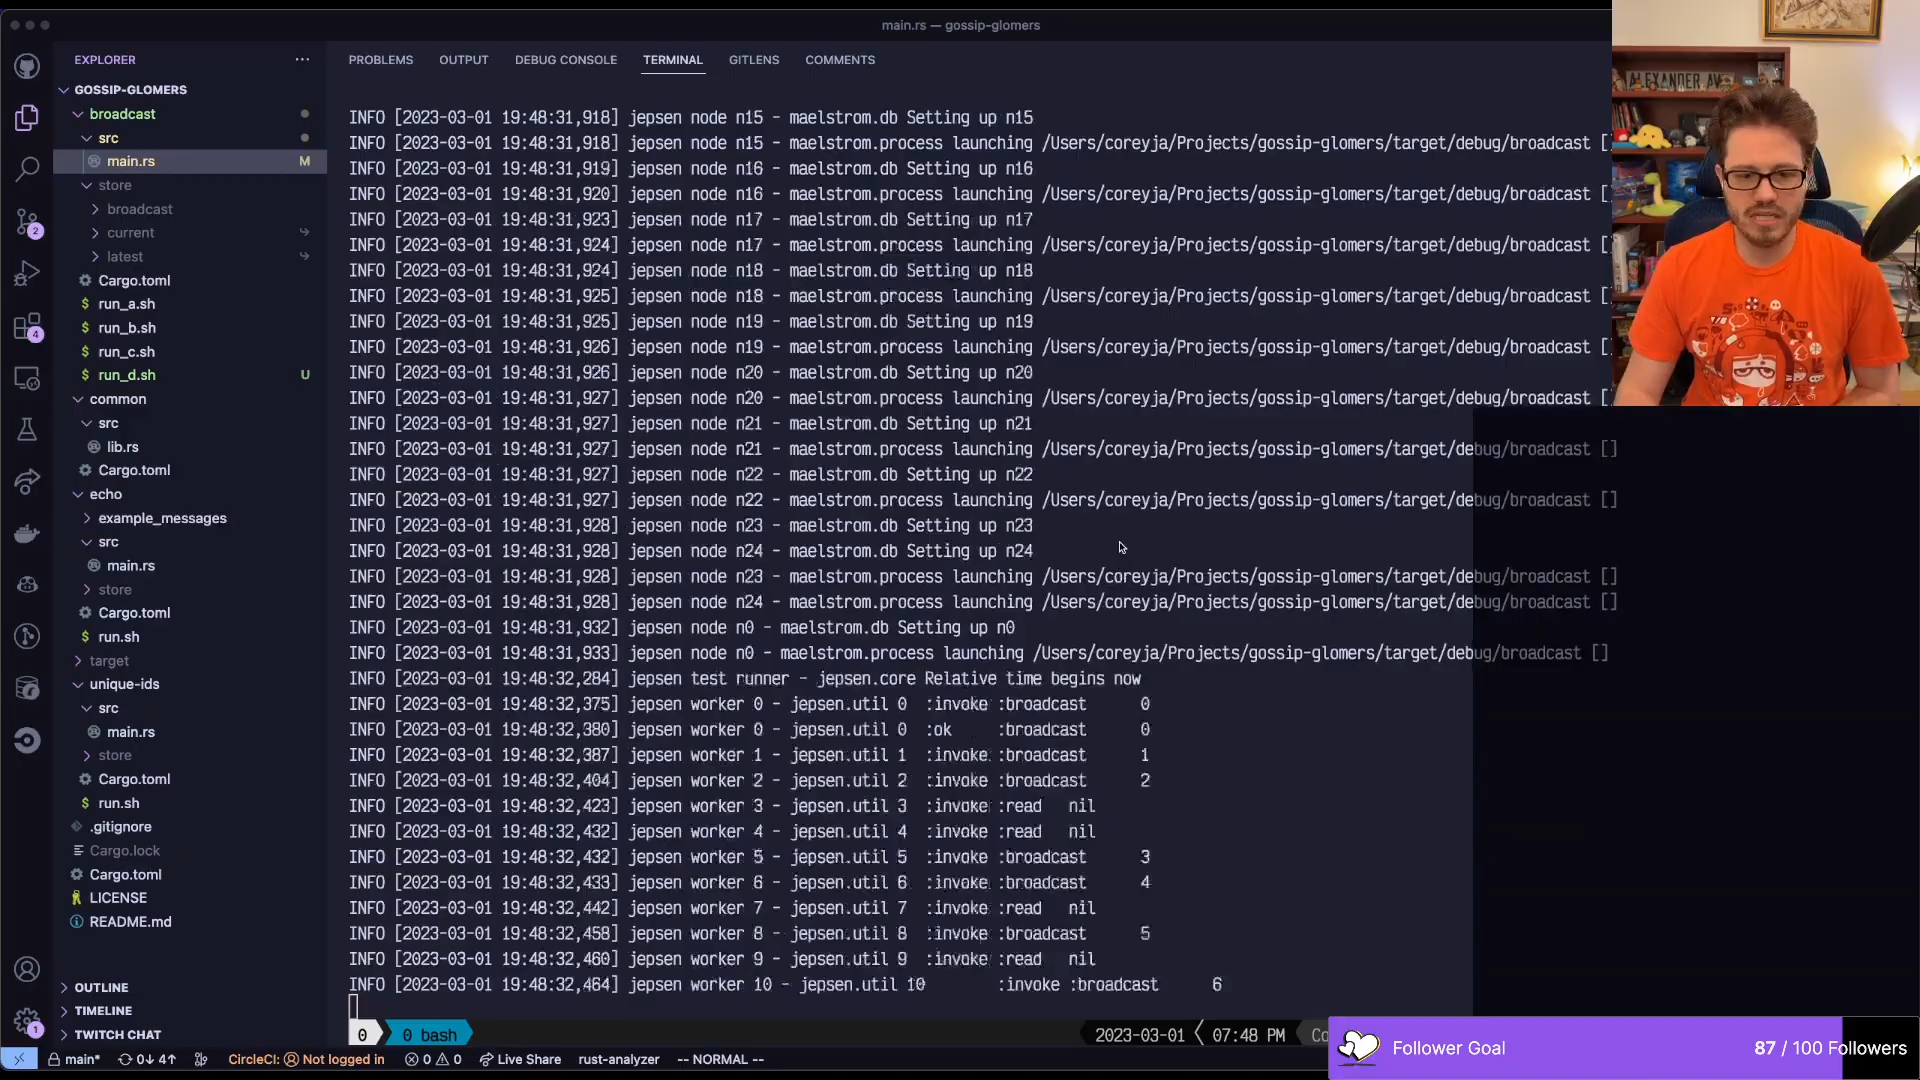 main.rs — gossip-glomers
EXPLORER
PROBLEMS OUTPUT DEBUG CONSOLE TERMINAL GITLENS COMMENTS
GOSSIP-GLOMERS
broadcast
src
main.rs M
store
broadcast
current
latest
Cargo.toml
run_a.sh
run_b.sh
run_c.sh
run_d.sh U
common
src
lib.rs
Cargo.toml
echo
example_messages
src
main.rs
store
Cargo.toml
run.sh
target
unique-ids
src
main.rs
store
Cargo.toml
run.sh
.gitignore
Cargo.lock
Cargo.toml
LICENSE
README.md
OUTLINE
TIMELINE
TWITCH CHAT
2
4
1
INFO [2023-03-01 19:48:31,918] jepsen node n15 - maelstrom.db Setting up n15
INFO [2023-03-01 19:48:31,918] jepsen node n15 - maelstrom.process launching /Users/coreyja/Projects/gossip-glomers/target/debug/broadcast [
INFO [2023-03-01 19:48:31,919] jepsen node n16 - maelstrom.db Setting up n16
INFO [2023-03-01 19:48:31,920] jepsen node n16 - maelstrom.process launching /Users/coreyja/Projects/gossip-glomers/target/debug/broadcast [
INFO [2023-03-01 19:48:31,923] jepsen node n17 - maelstrom.db Setting up n17
INFO [2023-03-01 19:48:31,924] jepsen node n17 - maelstrom.process launching /Users/coreyja/Projects/gossip-glomers/target/debug/broadcast [
INFO [2023-03-01 19:48:31,924] jepsen node n18 - maelstrom.db Setting up n18
INFO [2023-03-01 19:48:31,925] jepsen node n18 - maelstrom.process launching /Users/coreyja/Projects/gossip-glomers/target/debug/broadcast [
INFO [2023-03-01 19:48:31,925] jepsen node n19 - maelstrom.db Setting up n19
INFO [2023-03-01 19:48:31,926] jepsen node n19 - maelstrom.process launching /Users/coreyja/Projects/gossip-glomers/target/debug/broadcast [
INFO [2023-03-01 19:48:31,926] jepsen node n20 - maelstrom.db Setting up n20
INFO [2023-03-01 19:48:31,927] jepsen node n20 - maelstrom.process launching /Users/coreyja/Projects/gossip-glomers/target/debug/broadcast [
INFO [2023-03-01 19:48:31,927] jepsen node n21 - maelstrom.db Setting up n21
INFO [2023-03-01 19:48:31,927] jepsen node n21 - maelstrom.process launching /Users/coreyja/Projects/gossip-glomers/target/debug/broadcast []
INFO [2023-03-01 19:48:31,927] jepsen node n22 - maelstrom.db Setting up n22
INFO [2023-03-01 19:48:31,927] jepsen node n22 - maelstrom.process launching /Users/coreyja/Projects/gossip-glomers/target/debug/broadcast []
INFO [2023-03-01 19:48:31,928] jepsen node n23 - maelstrom.db Setting up n23
INFO [2023-03-01 19:48:31,928] jepsen node n24 - maelstrom.db Setting up n24
INFO [2023-03-01 19:48:31,928] jepsen node n23 - maelstrom.process launching /Users/coreyja/Projects/gossip-glomers/target/debug/broadcast []
INFO [2023-03-01 19:48:31,928] jepsen node n24 - maelstrom.process launching /Users/coreyja/Projects/gossip-glomers/target/debug/broadcast []
INFO [2023-03-01 19:48:31,932] jepsen node n0 - maelstrom.db Setting up n0
INFO [2023-03-01 19:48:31,933] jepsen node n0 - maelstrom.process launching /Users/coreyja/Projects/gossip-glomers/target/debug/broadcast []
INFO [2023-03-01 19:48:32,284] jepsen test runner - jepsen.core Relative time begins now
INFO [2023-03-01 19:48:32,375] jepsen worker 0 - jepsen.util 0 :invoke :broadcast 0
INFO [2023-03-01 19:48:32,380] jepsen worker 0 - jepsen.util 0 :ok :broadcast 0
INFO [2023-03-01 19:48:32,387] jepsen worker 1 - jepsen.util 1 :invoke :broadcast 1
INFO [2023-03-01 19:48:32,404] jepsen worker 2 - jepsen.util 2 :invoke :broadcast 2
INFO [2023-03-01 19:48:32,423] jepsen worker 3 - jepsen.util 3 :invoke :read nil
INFO [2023-03-01 19:48:32,432] jepsen worker 4 - jepsen.util 4 :invoke :read nil
INFO [2023-03-01 19:48:32,432] jepsen worker 5 - jepsen.util 5 :invoke :broadcast 3
INFO [2023-03-01 19:48:32,433] jepsen worker 6 - jepsen.util 6 :invoke :broadcast 4
INFO [2023-03-01 19:48:32,442] jepsen worker 7 - jepsen.util 7 :invoke :read nil
INFO [2023-03-01 19:48:32,458] jepsen worker 8 - jepsen.util 8 :invoke :broadcast 5
INFO [2023-03-01 19:48:32,460] jepsen worker 9 - jepsen.util 9 :invoke :read nil
INFO [2023-03-01 19:48:32,464] jepsen worker 10 - jepsen.util 10 :invoke :broadcast 6
0 0 bash 2023-03-01 07:48 PM Co
main* 0↓ 4↑ CircleCI: Not logged in 0 0 Live Share rust-analyzer -- NORMAL --
Follower Goal 87 / 100 Followers
ALEXANDER AV